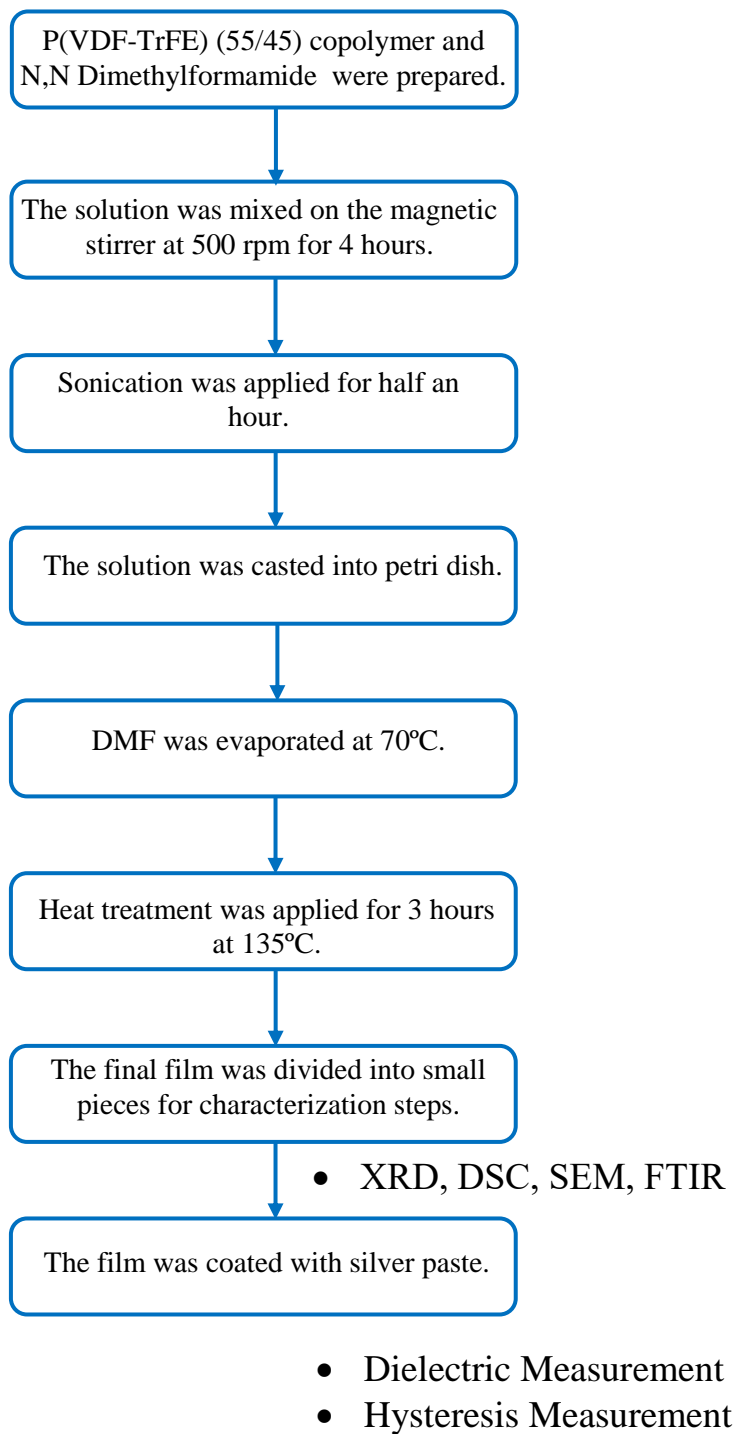 P(VDF-TrFE) (55/45) copolymer and
N,N Dimethylformamide were prepared.
The solution was mixed on the magnetic
stirrer at 500 rpm for 4 hours.
Sonication was applied for half an
hour.
The solution was casted into petri dish.
DMF was evaporated at 70ºC.
Heat treatment was applied for 3 hours
at 135ºC.
The final film was divided into small
pieces for characterization steps.
• XRD, DSC, SEM, FTIR
The film was coated with silver paste.
• Dielectric Measurement
• Hysteresis Measurement